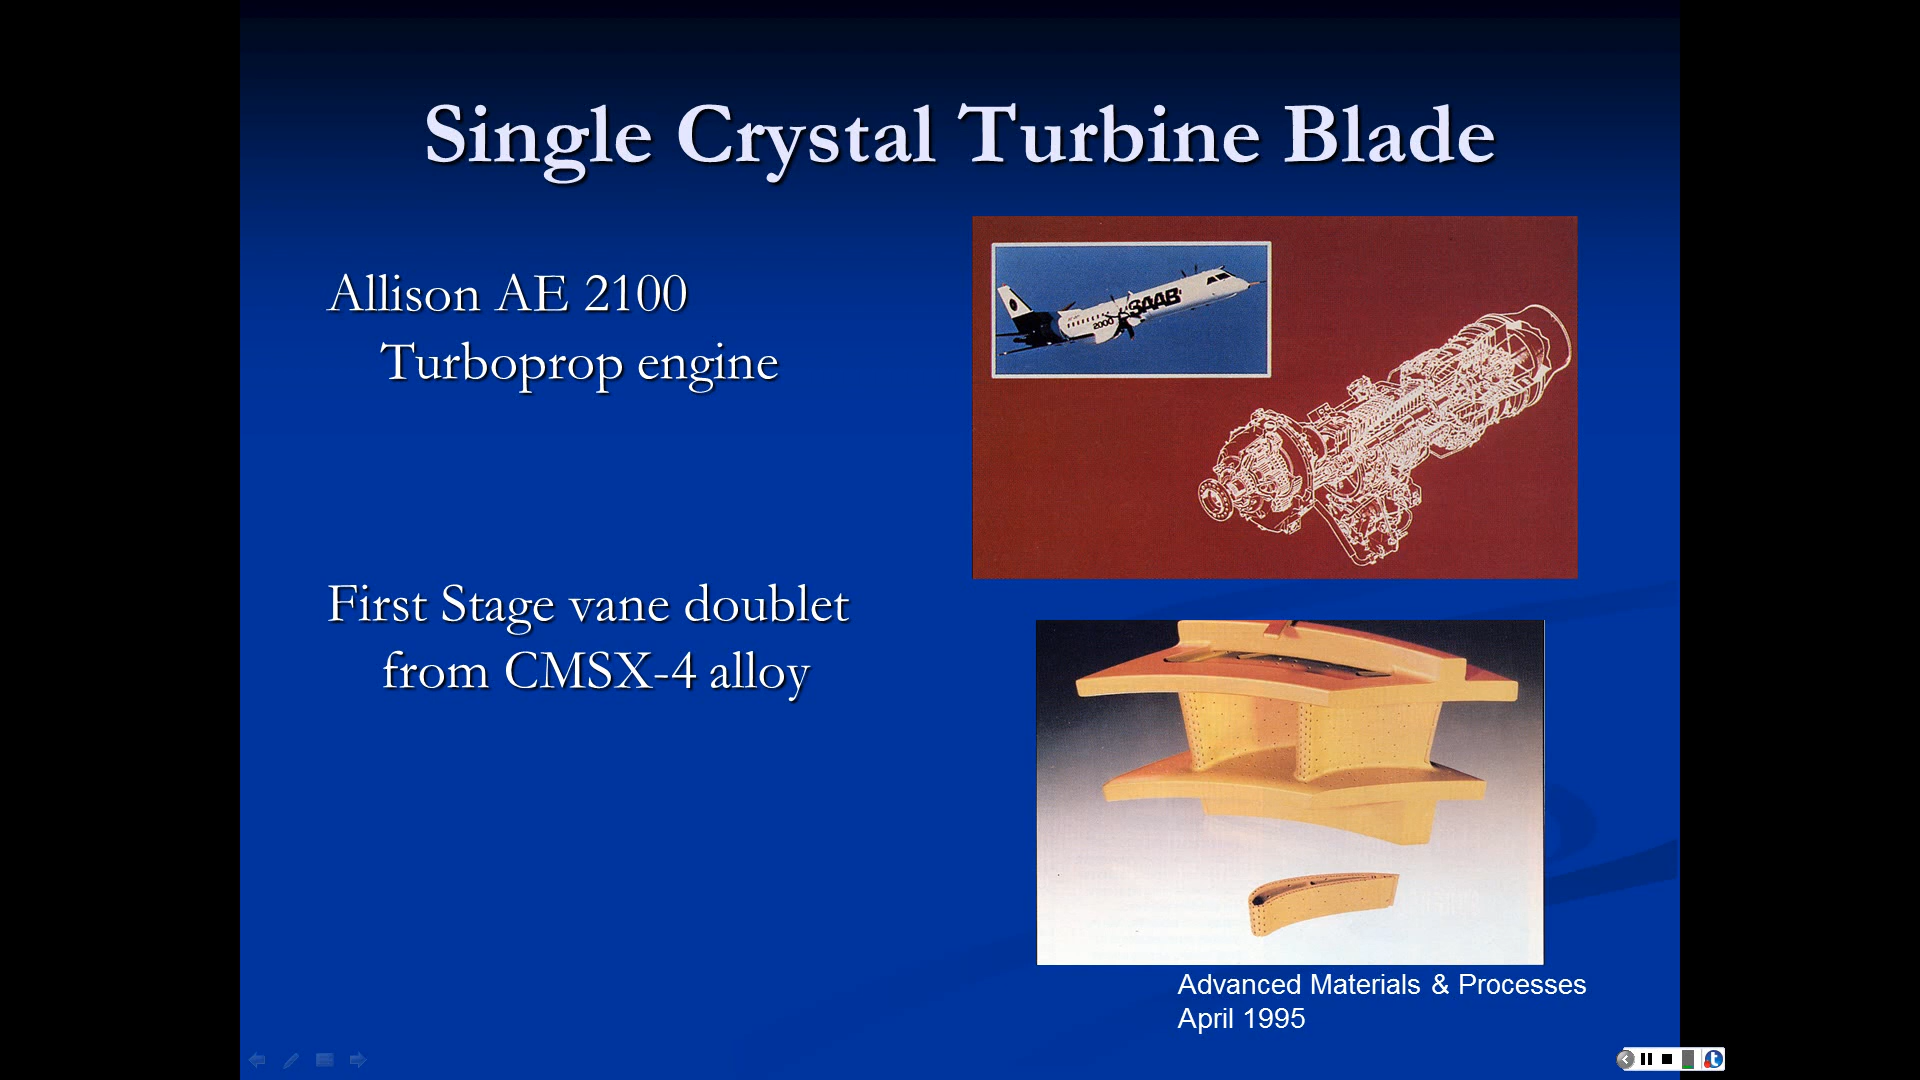 Single Crystal Turbine Blade
Allison AE 2100
Turboprop engine
SAAB
2000
First Stage vane doublet
from CMSX-4 alloy
Advanced Materials & Processes
April 1995